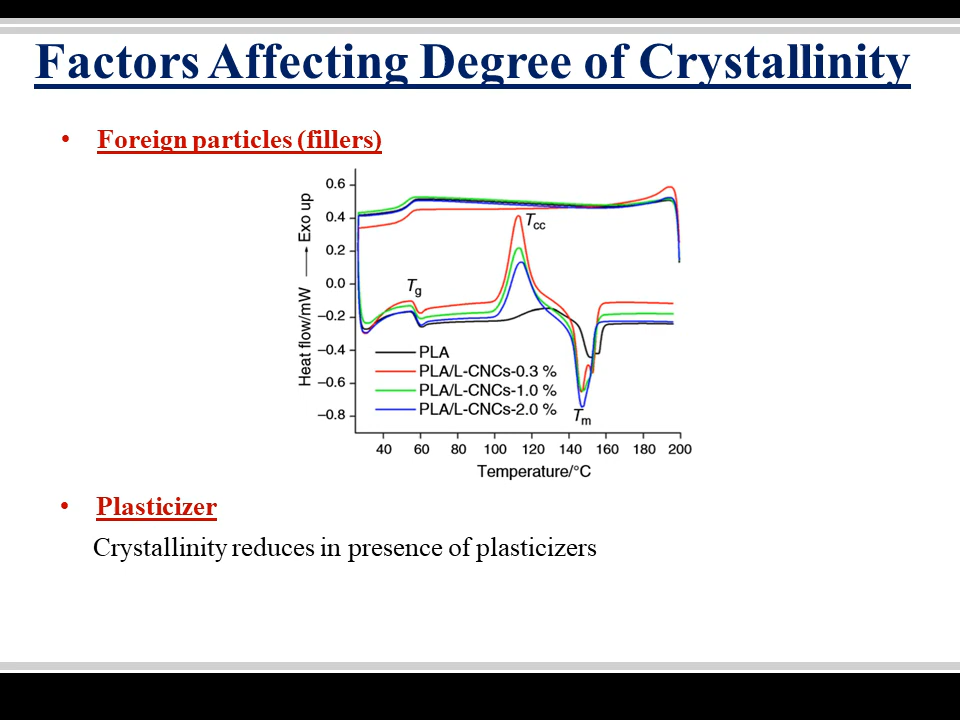 Factors Affecting Degree of Crystallinity
• Foreign particles (fillers)
Heat flow/mW → Exo up
0.6
0.4
0.2
0.0
−0.2
−0.4
−0.6
−0.8
Tg
Tcc
Tm
PLA
PLA/L-CNCs-0.3 %
PLA/L-CNCs-1.0 %
PLA/L-CNCs-2.0 %
40 60 80 100 120 140 160 180 200
Temperature/°C
• Plasticizer
Crystallinity reduces in presence of plasticizers